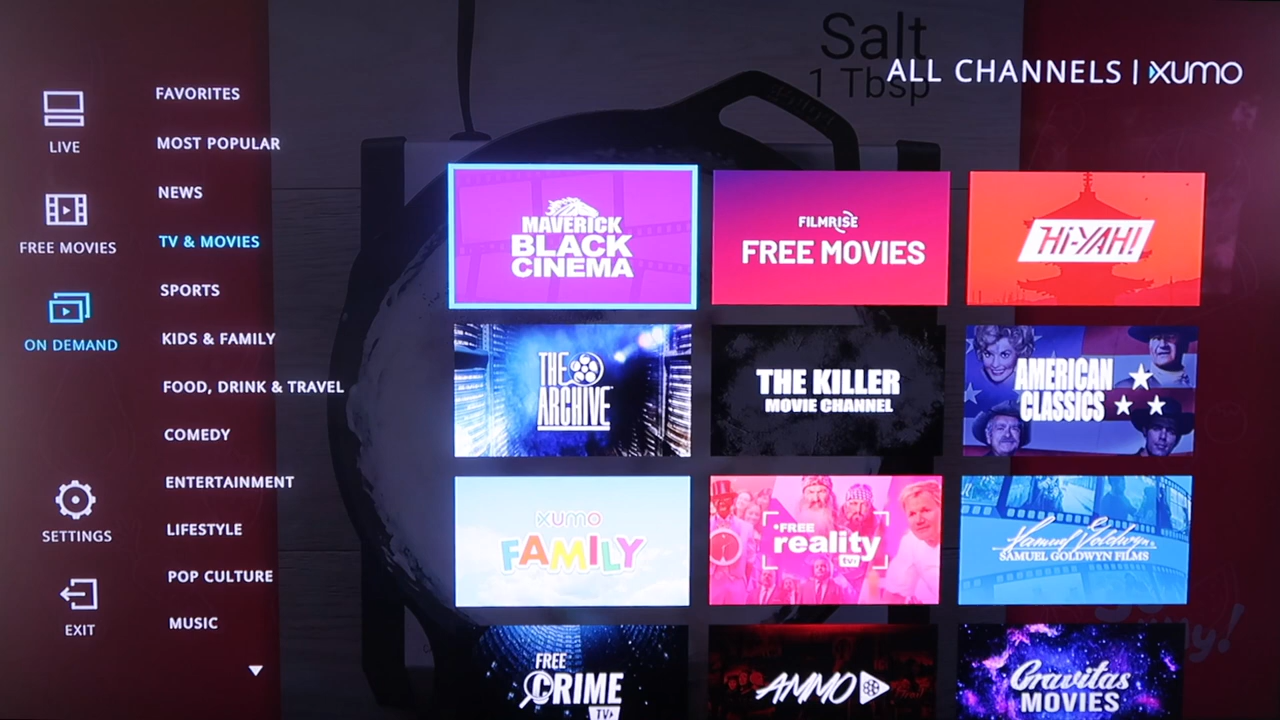 Salt
1 Tbsp
ALL CHANNELS | XUMO
LIVE
FREE MOVIES
ON DEMAND
SETTINGS
EXIT
FAVORITES
MOST POPULAR
NEWS
TV & MOVIES
SPORTS
KIDS & FAMILY
FOOD, DRINK & TRAVEL
COMEDY
ENTERTAINMENT
LIFESTYLE
POP CULTURE
MUSIC
MAVERICK
BLACK
CINEMA
FILMRISE
FREE MOVIES
HI-YAH!
THE
ARCHIVE
THE KILLER
MOVIE CHANNEL
AMERICAN
CLASSICS
XUMO
FAMILY
FREE
reality
tv
Samuel Goldwyn
SAMUEL GOLDWYN FILMS
FREE
CRIME
TV
AMMO
Gravitas
MOVIES